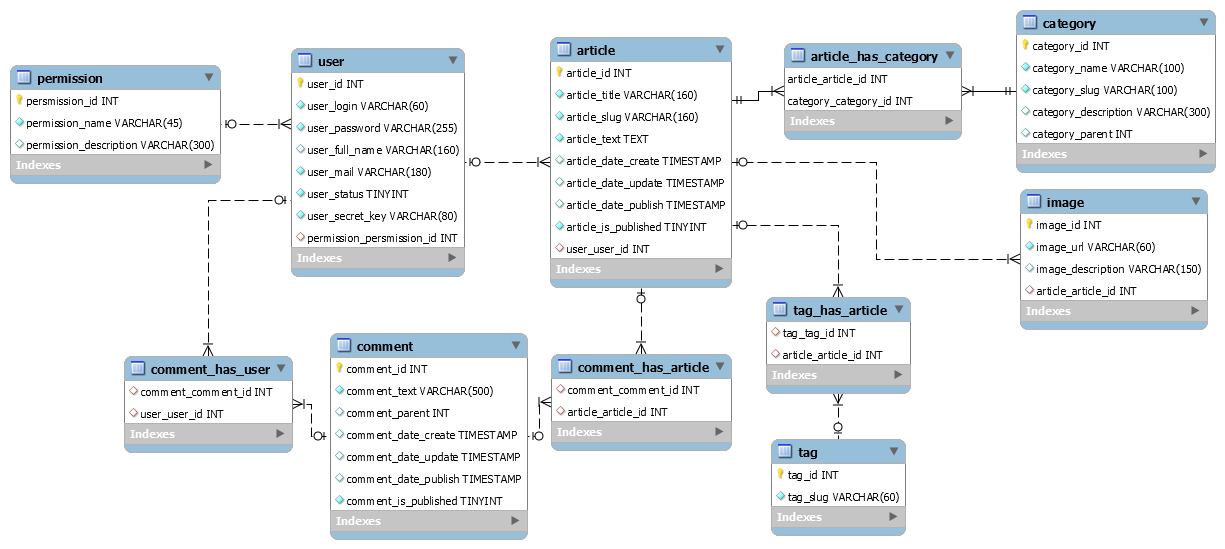 permission
persmission_id INT
permission_name VARCHAR(45)
permission_description VARCHAR(300)
Indexes
user
user_id INT
user_login VARCHAR(60)
user_password VARCHAR(255)
user_full_name VARCHAR(160)
user_mail VARCHAR(180)
user_status TINYINT
user_secret_key VARCHAR(80)
permission_persmission_id INT
Indexes
article
article_id INT
article_title VARCHAR(160)
article_slug VARCHAR(160)
article_text TEXT
article_date_create TIMESTAMP
article_date_update TIMESTAMP
article_date_publish TIMESTAMP
article_is_published TINYINT
user_user_id INT
Indexes
article_has_category
article_article_id INT
category_category_id INT
Indexes
category
category_id INT
category_name VARCHAR(100)
category_slug VARCHAR(100)
category_description VARCHAR(300)
category_parent INT
Indexes
image
image_id INT
image_url VARCHAR(60)
image_description VARCHAR(150)
article_article_id INT
Indexes
comment_has_user
comment_comment_id INT
user_user_id INT
Indexes
comment
comment_id INT
comment_text VARCHAR(500)
comment_parent INT
comment_date_create TIMESTAMP
comment_date_update TIMESTAMP
comment_date_publish TIMESTAMP
comment_is_published TINYINT
Indexes
comment_has_article
comment_comment_id INT
article_article_id INT
Indexes
tag_has_article
tag_tag_id INT
article_article_id INT
Indexes
tag
tag_id INT
tag_slug VARCHAR(60)
Indexes